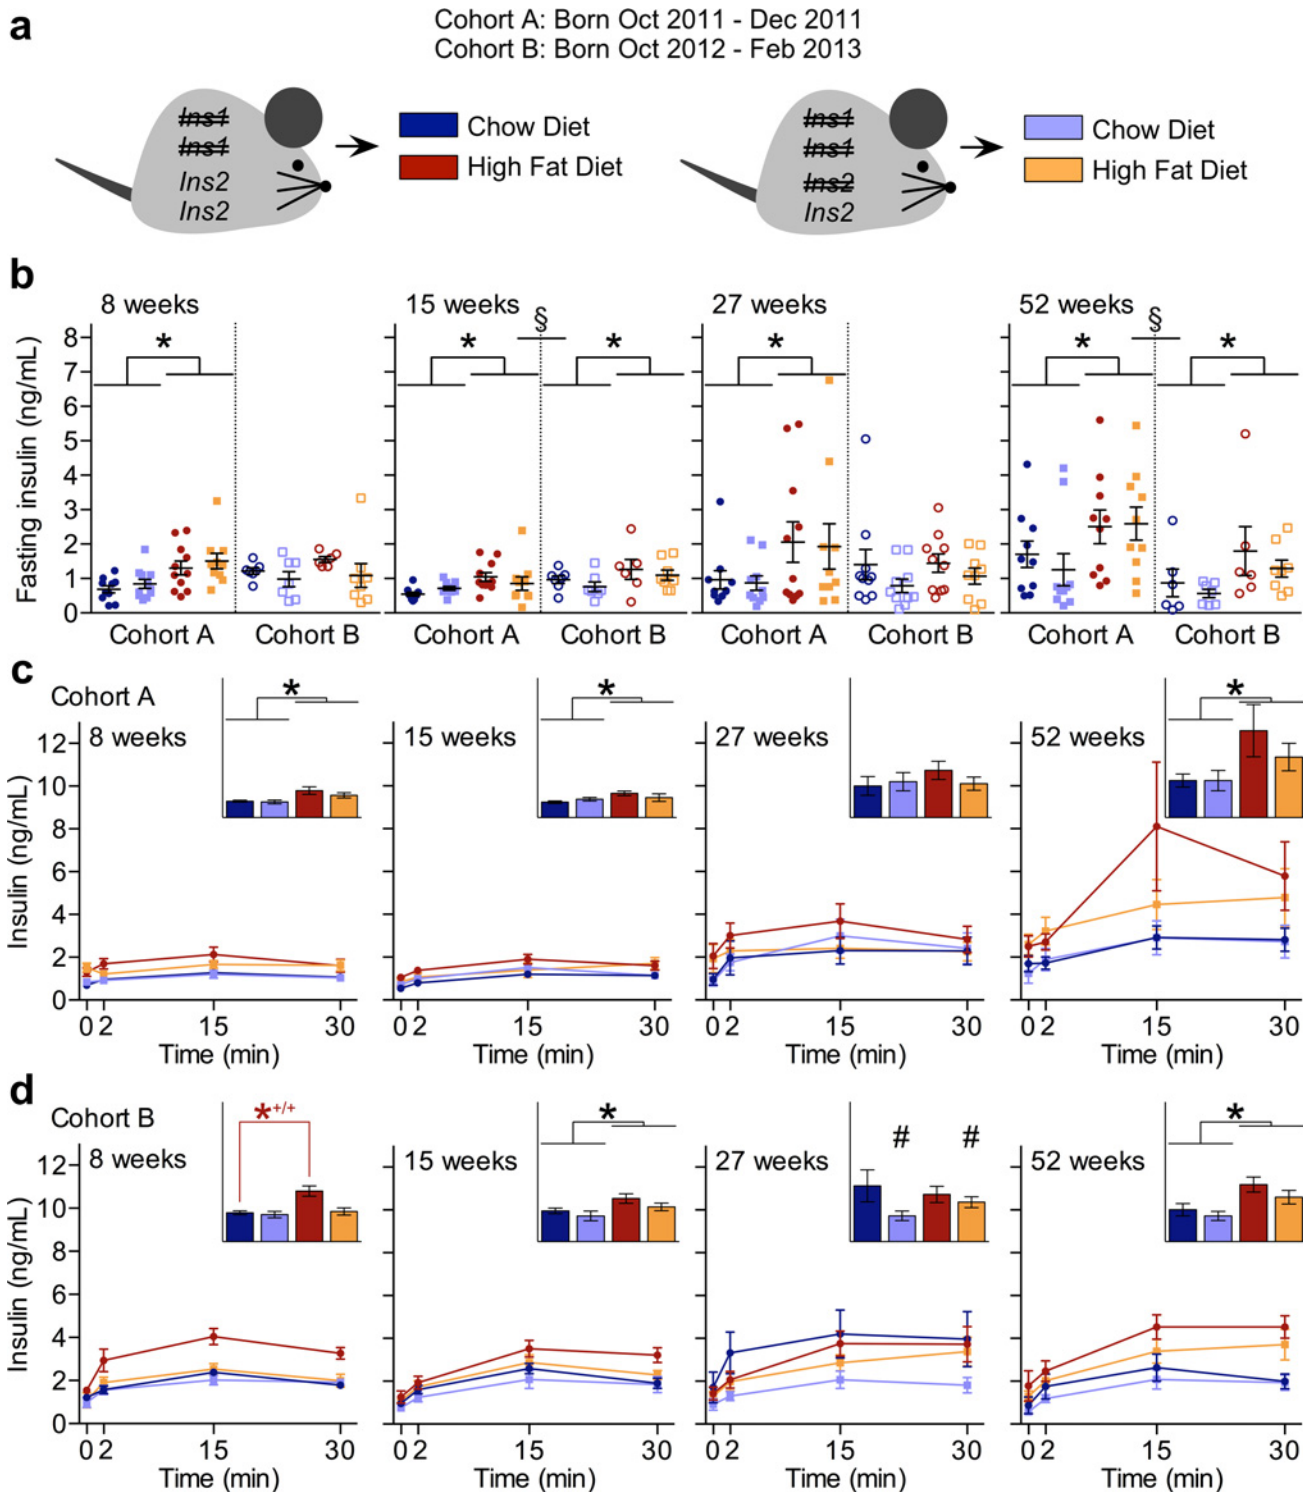 a
Cohort A: Born Oct 2011 - Dec 2011
Cohort B: Born Oct 2012 - Feb 2013
Ins1
Ins1
Ins2
Ins2
Chow Diet
High Fat Diet
Ins1
Ins1
Ins2
Ins2
Chow Diet
High Fat Diet
b
8 weeks
15 weeks
27 weeks
52 weeks
* * § * * * § *
Fasting insulin (ng/mL)
8
7
6
5
4
3
2
1
0
Cohort A Cohort B Cohort A Cohort B Cohort A Cohort B Cohort A Cohort B
c
Cohort A
8 weeks
*
15 weeks
*
27 weeks
52 weeks
*
Insulin (ng/mL)
12
10
8
6
4
2
0
0 2 15 30 0 2 15 30 0 2 15 30 0 2 15 30
Time (min) Time (min) Time (min) Time (min)
d
Cohort B
8 weeks
*+/+
15 weeks
*
27 weeks
# #
52 weeks
*
Insulin (ng/mL)
12
10
8
6
4
2
0
0 2 15 30 0 2 15 30 0 2 15 30 0 2 15 30
Time (min) Time (min) Time (min) Time (min)